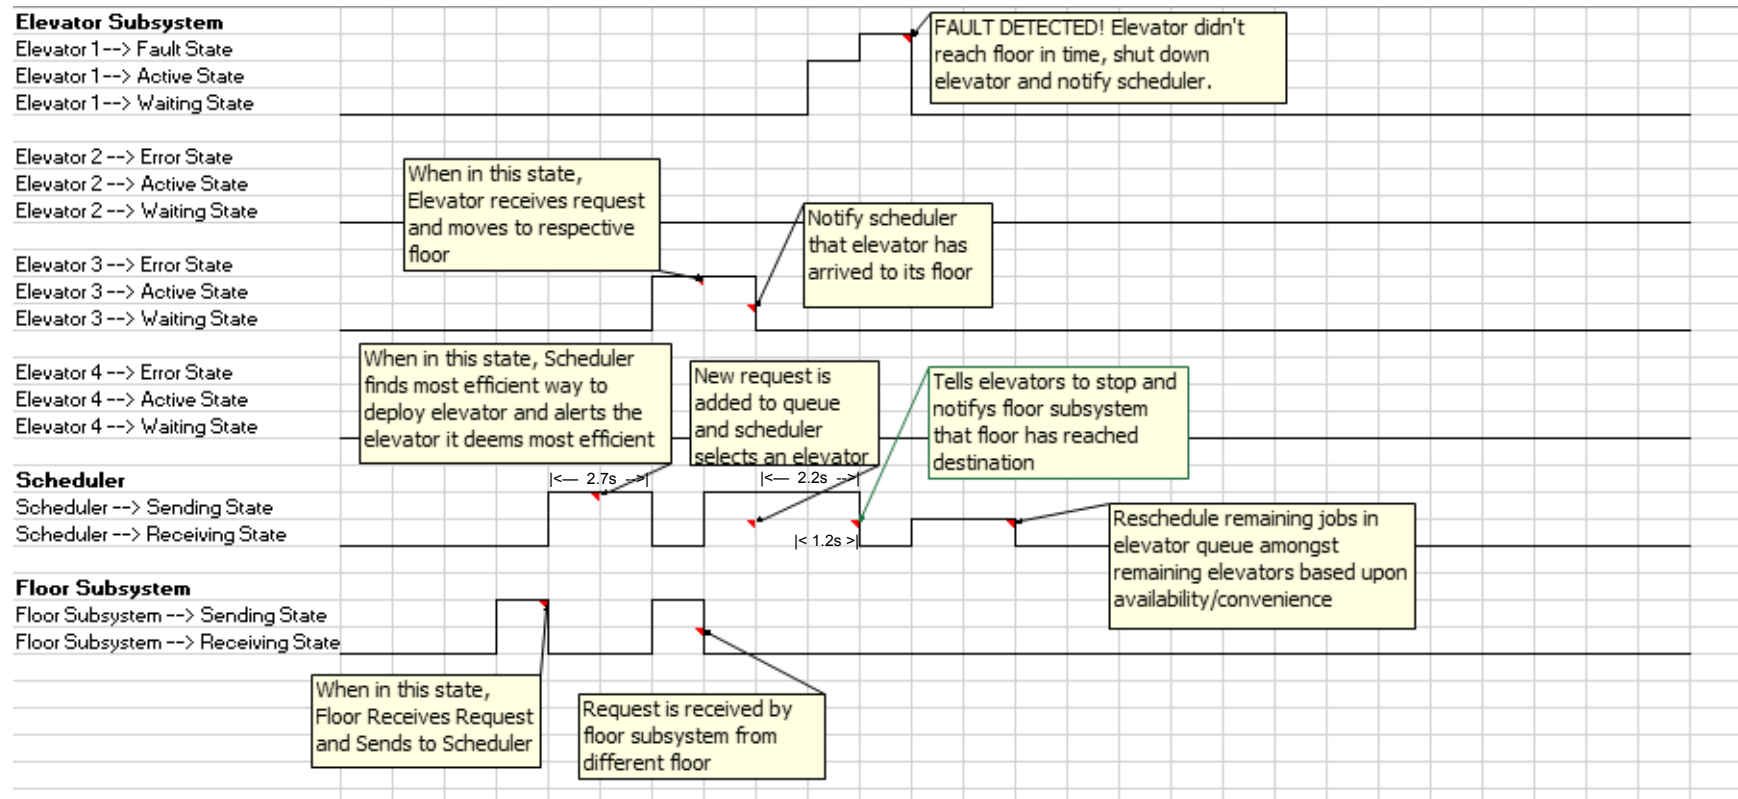 Elevator Subsystem
Elevator 1--> Fault State
Elevator 1--> Active State
Elevator 1--> Waiting State
FAULT DETECTED! Elevator didn't
reach floor in time, shut down
elevator and notify scheduler.
Elevator 2 --> Error State
Elevator 2 --> Active State
Elevator 2 --> Waiting State
When in this state,
Elevator receives request
and moves to respective
floor
Notify scheduler
that elevator has
arrived to its floor
Elevator 3 --> Error State
Elevator 3 --> Active State
Elevator 3 --> Waiting State
When in this state, Scheduler
finds most efficient way to
deploy elevator and alerts the
elevator it deems most efficient
New request is
added to queue
and scheduler
selects an elevator
Tells elevators to stop and
notifys floor subsystem
that floor has reached
destination
Elevator 4 --> Error State
Elevator 4 --> Active State
Elevator 4 --> Waiting State
Scheduler
|<— 2.7s –>|
|<— 2.2s –>|
Scheduler --> Sending State
Scheduler --> Receiving State
|< 1.2s >|
Reschedule remaining jobs in
elevator queue amongst
remaining elevators based upon
availability/convenience
Floor Subsystem
Floor Subsystem --> Sending State
Floor Subsystem --> Receiving State
When in this state,
Floor Receives Request
and Sends to Scheduler
Request is received by
floor subsystem from
different floor